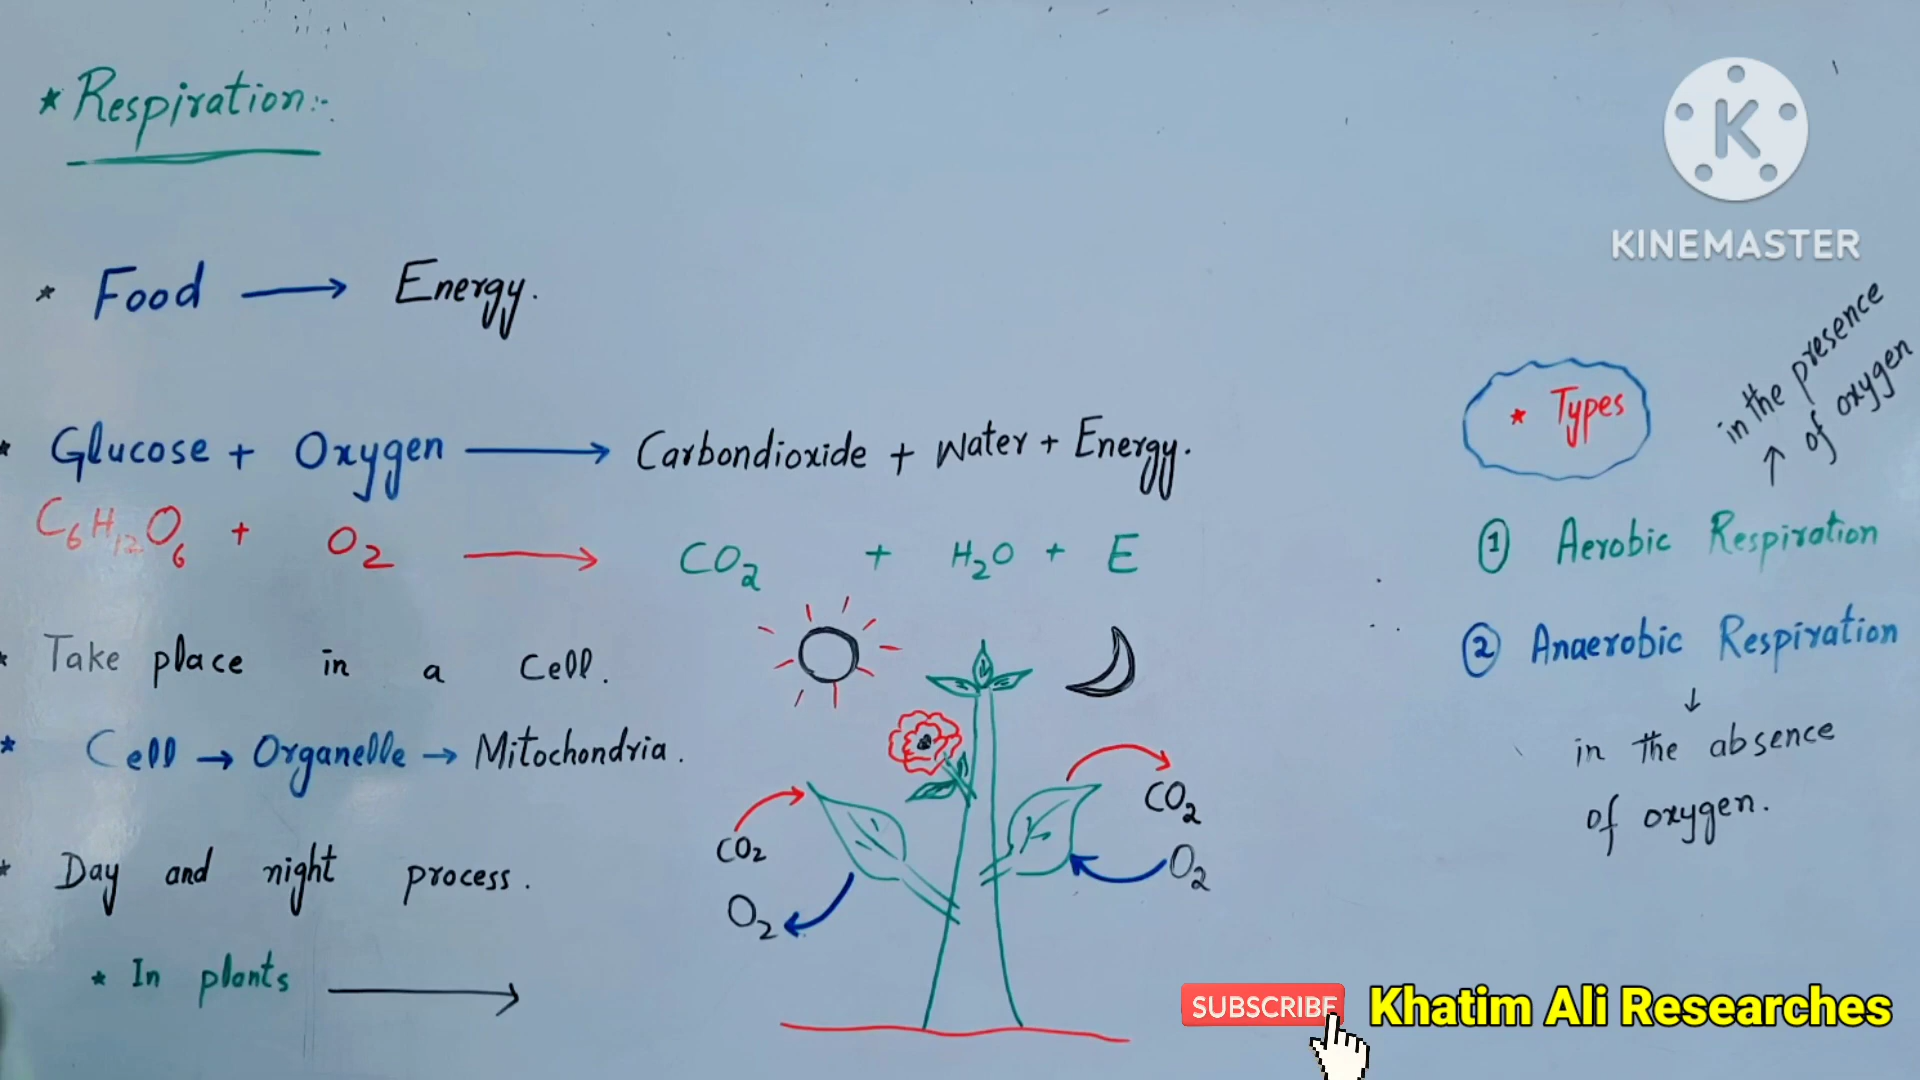 * Respiration:-
* Food → Energy.
* Glucose + Oxygen → Carbondioxide + Water + Energy.
C6H12O6 + O2 → CO2 + H2O + E
* Take place in a cell.
* Cell → Organelle → Mitochondria.
* Day and night process.
* In plants →
CO2
O2
CO2
O2
* Types
in the presence
↑ of oxygen
① Aerobic Respiration
② Anaerobic Respiration
↓
in the absence
of oxygen.
K
KINEMASTER
SUBSCRIBE
Khatim Ali Researches